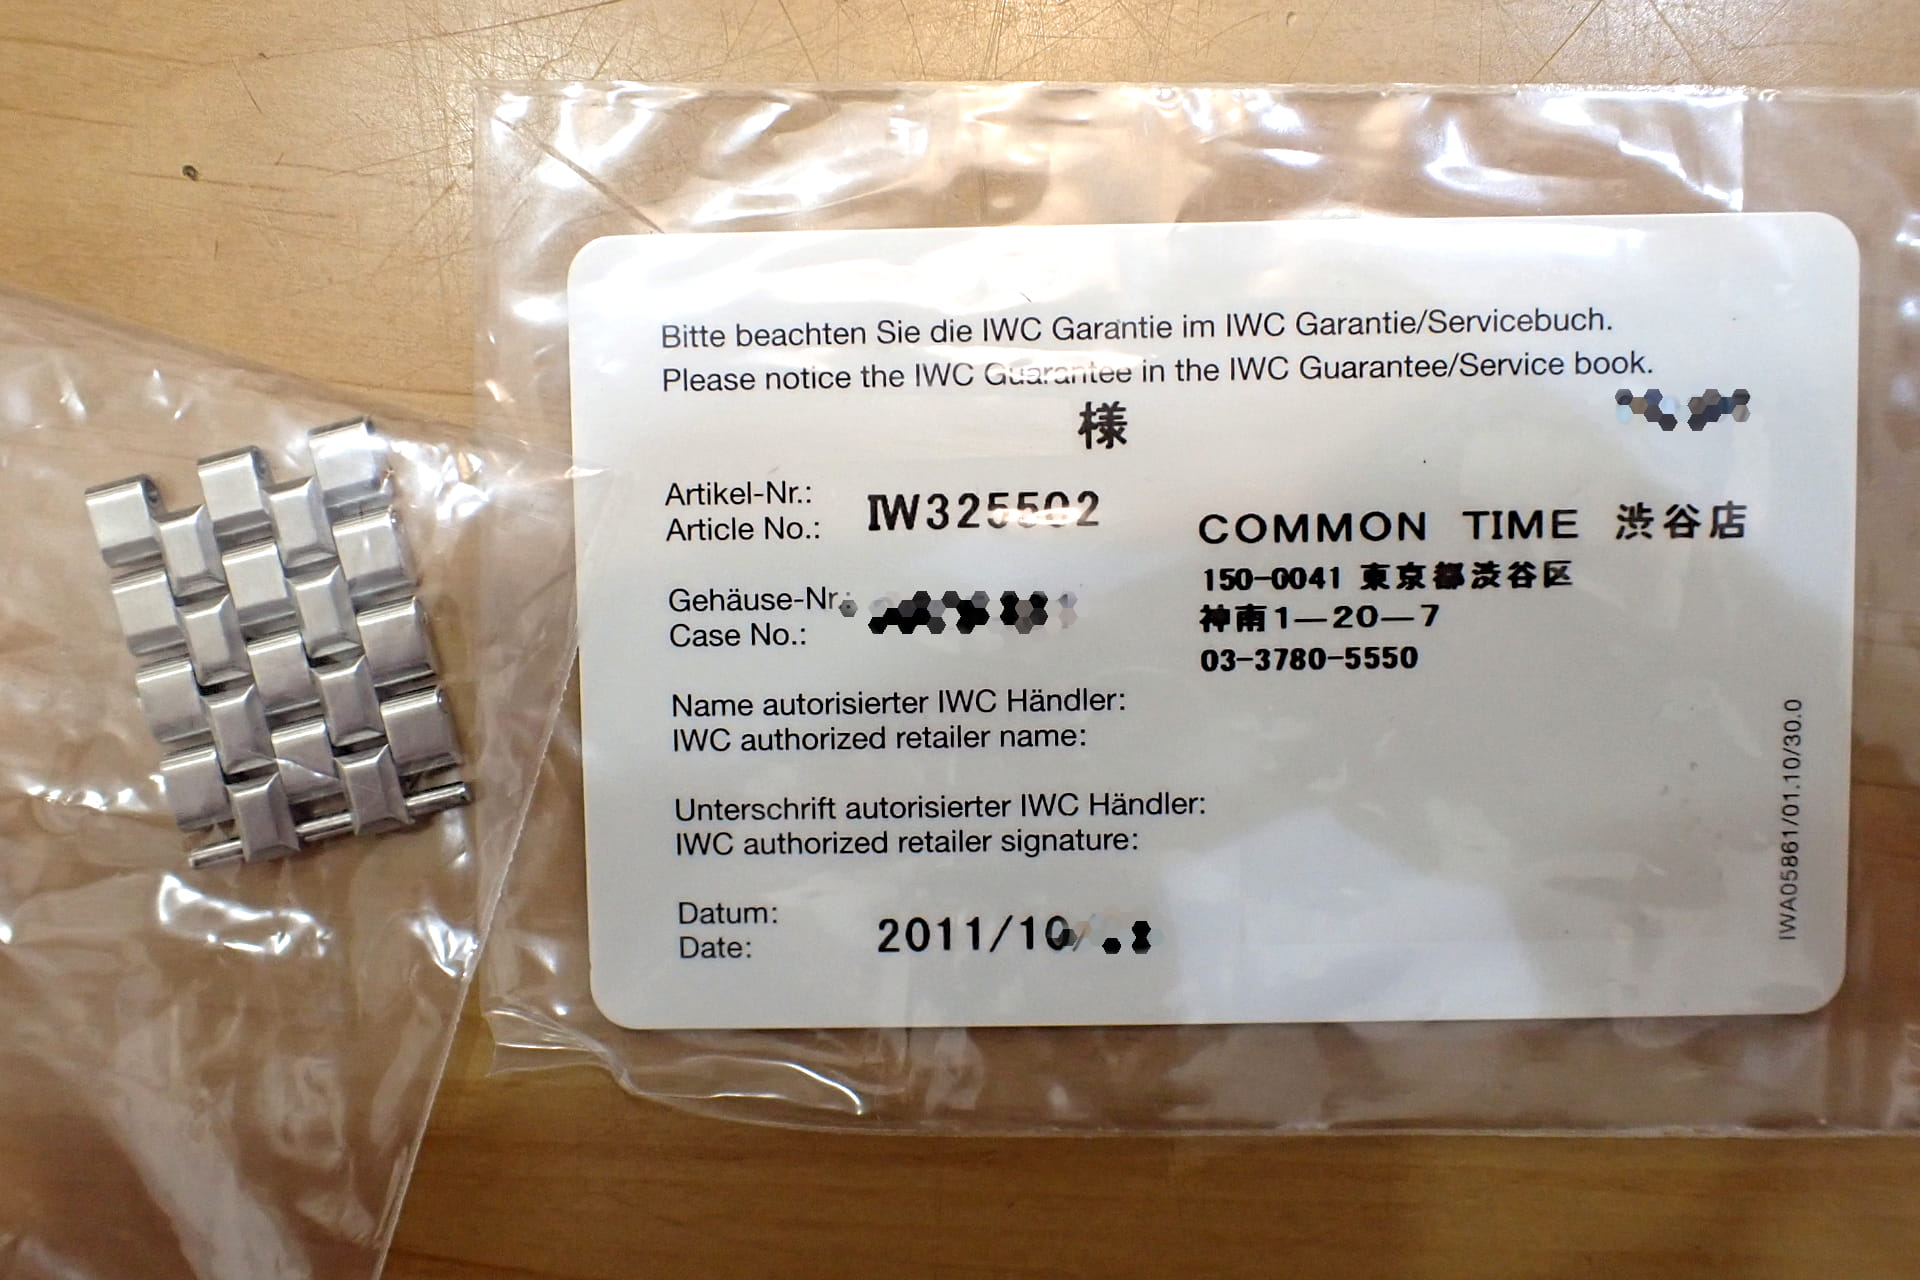 Bitte beachten Sie die IWC Garantie im IWC Garantie/Servicebuch.
Please notice the IWC Guarantee in the IWC Guarantee/Service book.
様
Artikel-Nr.:
Article No.:
IW325502
COMMON TIME 渋谷店
150-0041 東京都渋谷区
神南1—20—7
03-3780-5550
Gehäuse-Nr.:
Case No.:
Name autorisierter IWC Händler:
IWC authorized retailer name:
Unterschrift autorisierter IWC Händler:
IWC authorized retailer signature:
Datum:
Date:
2011/10/
IWA05861/01.10/30.0